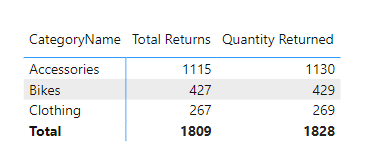 CategoryName Total Returns Quantity Returned
Accessories 1115 1130
Bikes 427 429
Clothing 267 269
Total 1809 1828